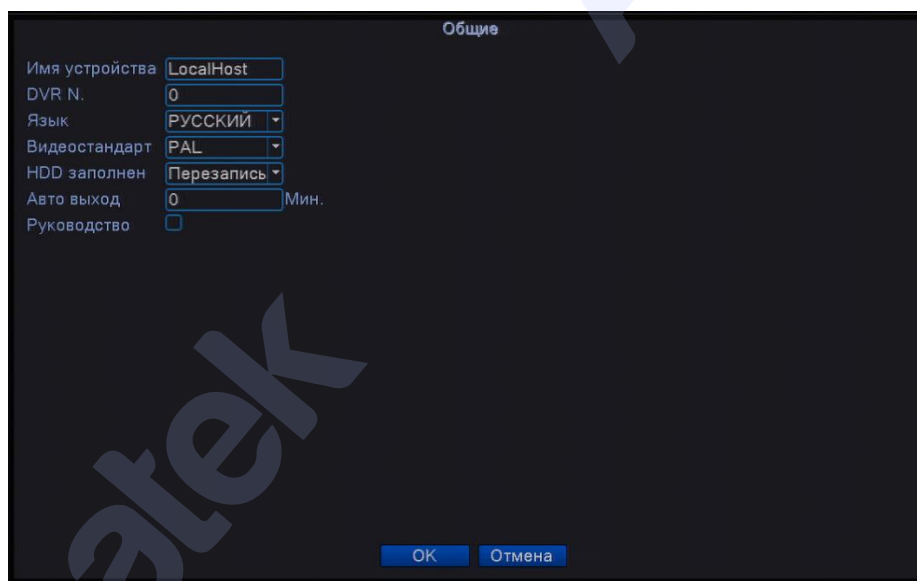 Общие
Имя устройства LocalHost
DVR N. 0
Язык РУССКИЙ
Видеостандарт PAL
HDD заполнен Перезапись
Авто выход 0 Мин.
Руководство
atek
OK Отмена